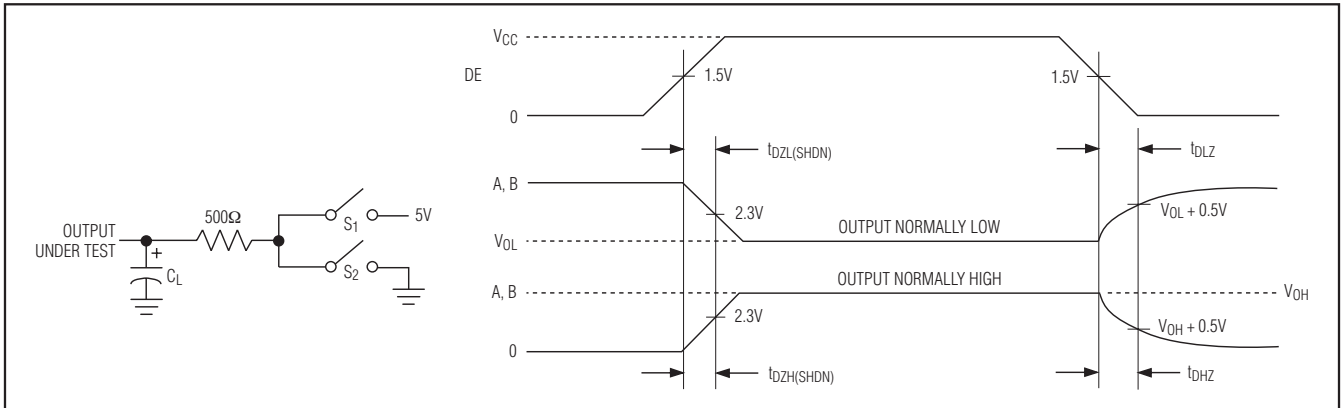 OUTPUT
UNDER TEST
500Ω
+
CL
S1
5V
S2
DE
VCC
0
1.5V
1.5V
tDZL(SHDN)
tDLZ
A, B
2.3V
VOL
OUTPUT NORMALLY LOW
VOL + 0.5V
A, B
OUTPUT NORMALLY HIGH
VOH
2.3V
VOH + 0.5V
0
tDZH(SHDN)
tDHZ